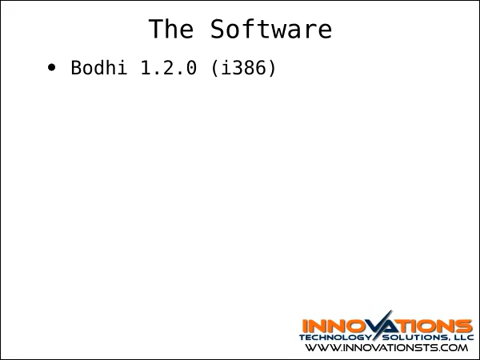 The Software
• Bodhi 1.2.0 (i386)
INNOVATIONS
TECHNOLOGY SOLUTIONS, LLC
WWW.INNOVATIONSTS.COM